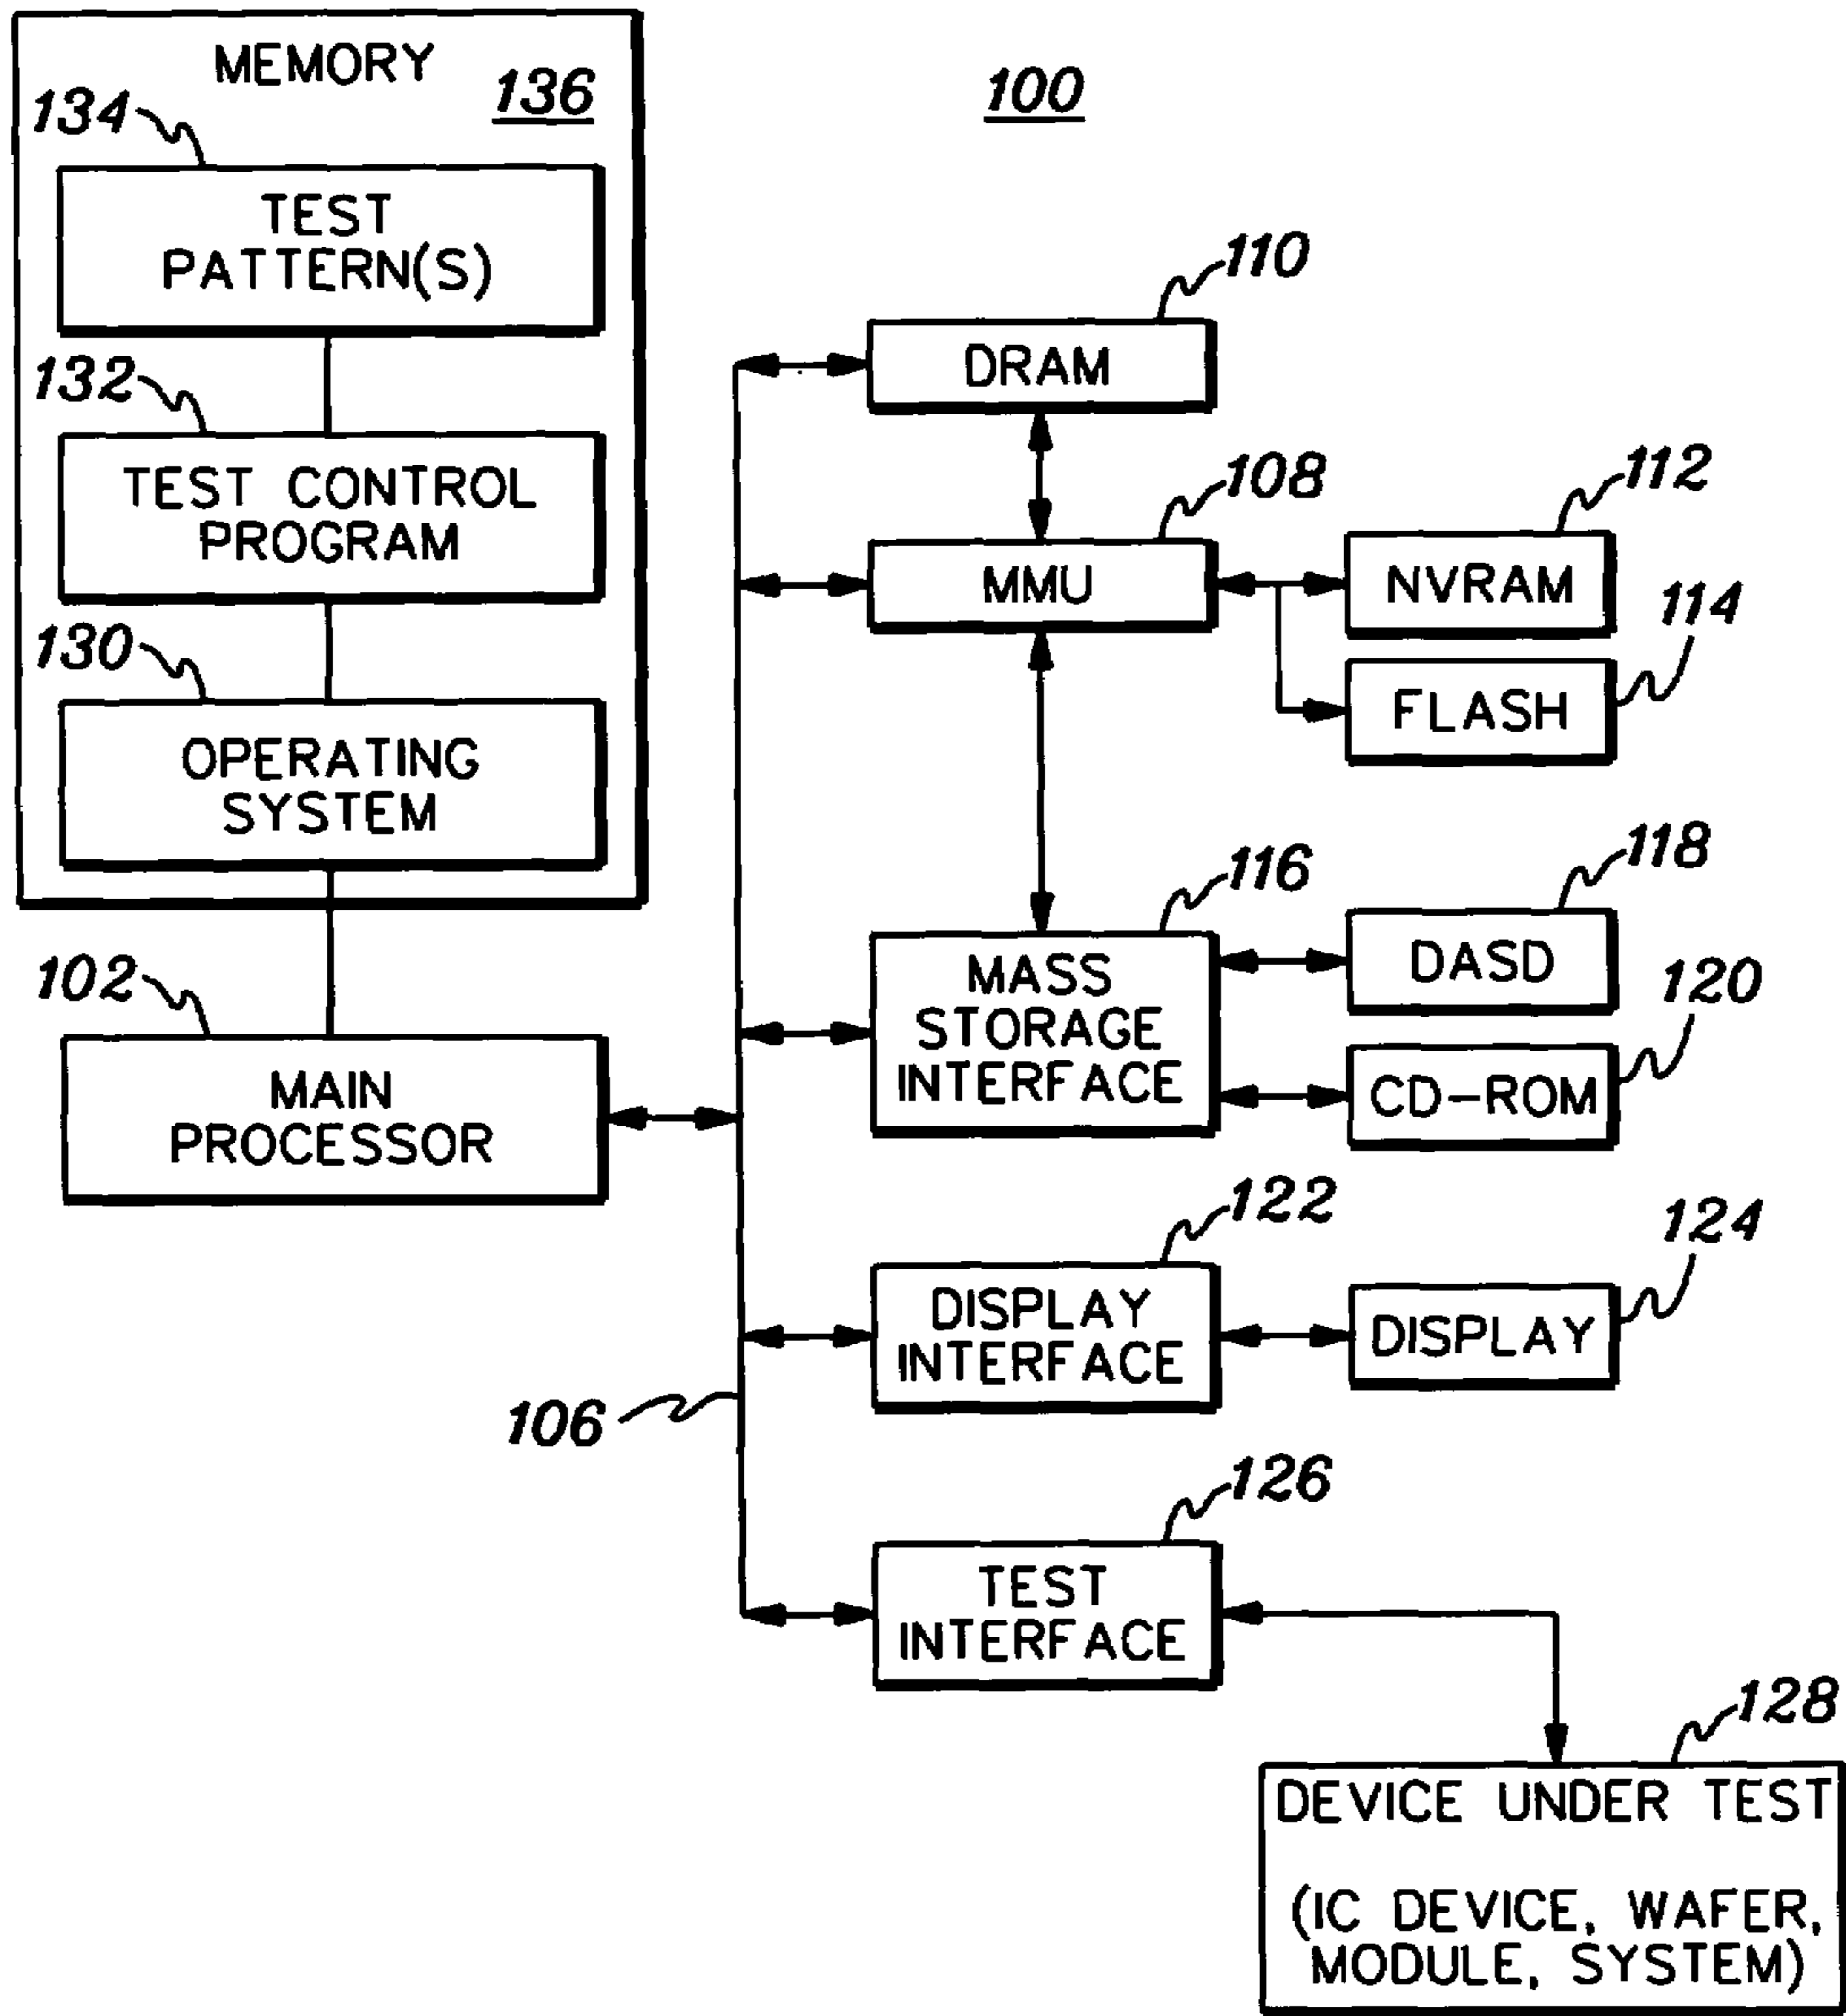 MEMORY
136
100
134
TEST
PATTERN(S)
132
TEST CONTROL
PROGRAM
130
OPERATING
SYSTEM
102
MAIN
PROCESSOR
106
110
DRAM
108
MMU
112
NVRAM
114
FLASH
116
MASS
STORAGE
INTERFACE
118
DASD
120
CD-ROM
122
DISPLAY
INTERFACE
124
DISPLAY
126
TEST
INTERFACE
128
DEVICE UNDER TEST
(IC DEVICE, WAFER,
MODULE, SYSTEM)